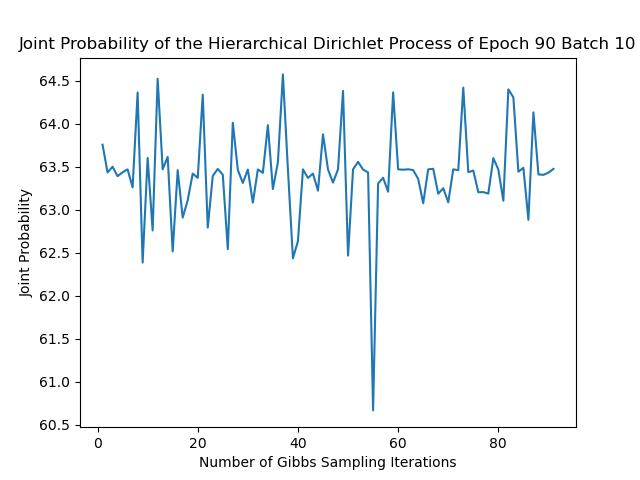 Joint Probability of the Hierarchical Dirichlet Process of Epoch 90 Batch 10
64.5
64.0
63.5
63.0
62.5
62.0
61.5
61.0
60.5
Joint Probability
0 20 40 60 80
Number of Gibbs Sampling Iterations